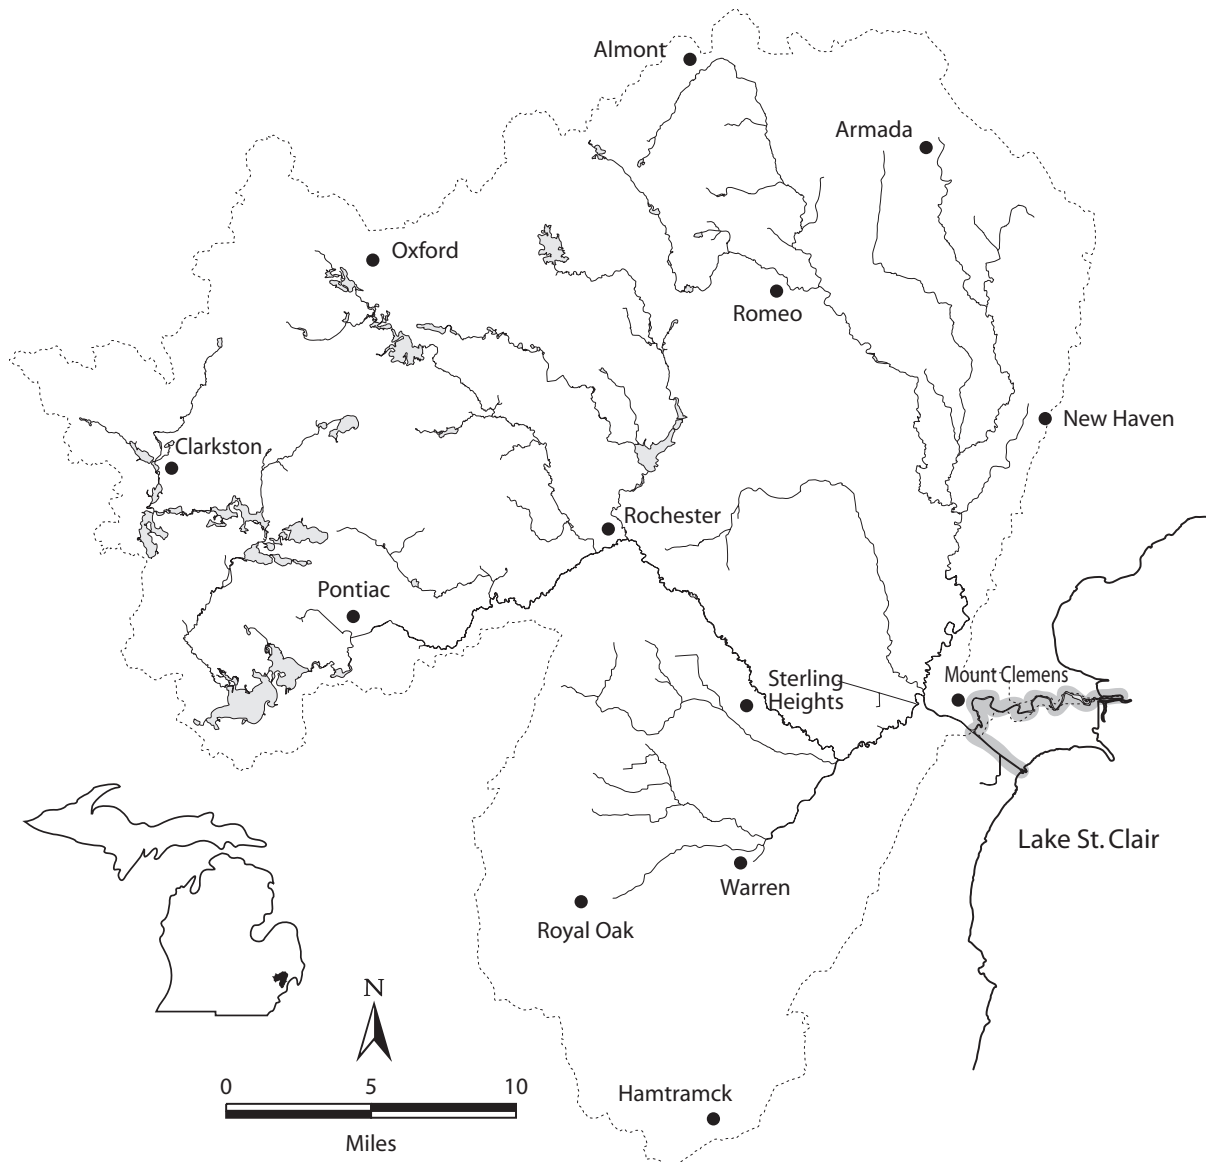 Almont
Armada
Oxford
Romeo
New Haven
Clarkston
Rochester
Pontiac
Mount Clemens
Sterling
Heights
Lake St. Clair
Warren
Royal Oak
N
0 5 10
Miles
Hamtramck